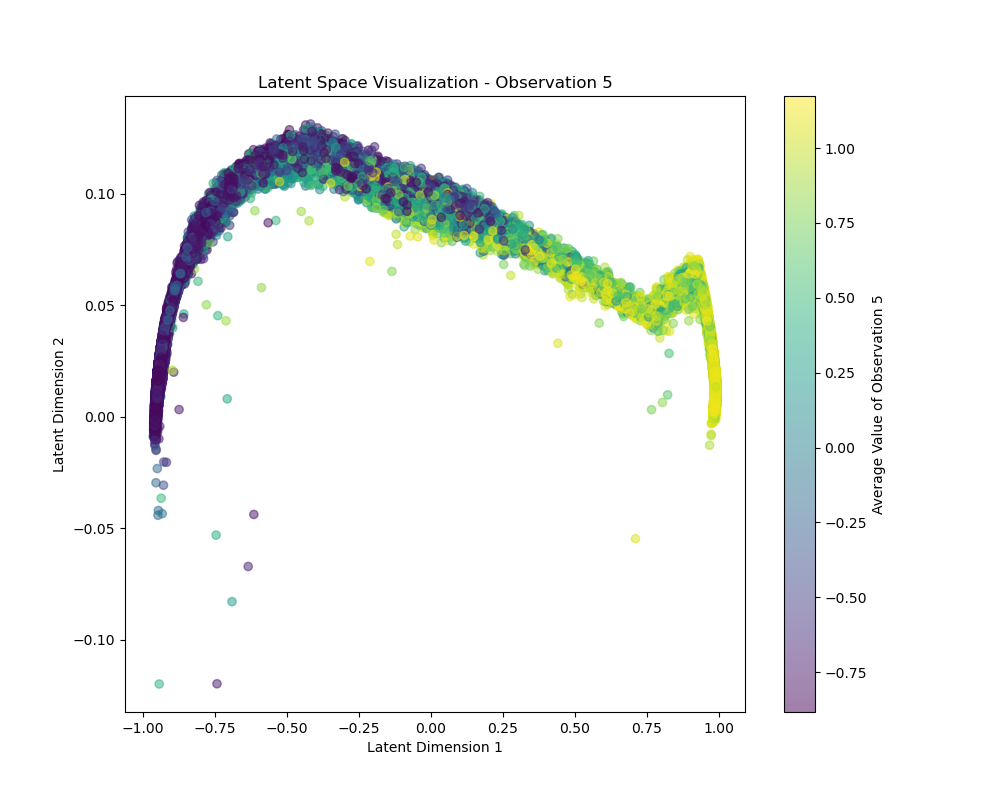 Latent Space Visualization - Observation 5
0.10
0.05
0.00
−0.05
−0.10
Latent Dimension 2
−1.00 −0.75 −0.50 −0.25 0.00 0.25 0.50 0.75 1.00
Latent Dimension 1
1.00
0.75
0.50
0.25
0.00
−0.25
−0.50
−0.75
Average Value of Observation 5